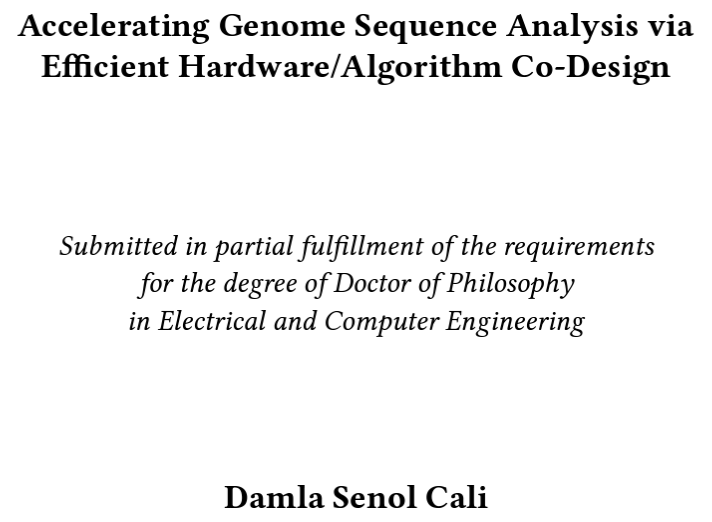 Accelerating Genome Sequence Analysis via
Efficient Hardware/Algorithm Co-Design
Submitted in partial fulfillment of the requirements
for the degree of Doctor of Philosophy
in Electrical and Computer Engineering
Damla Senol Cali